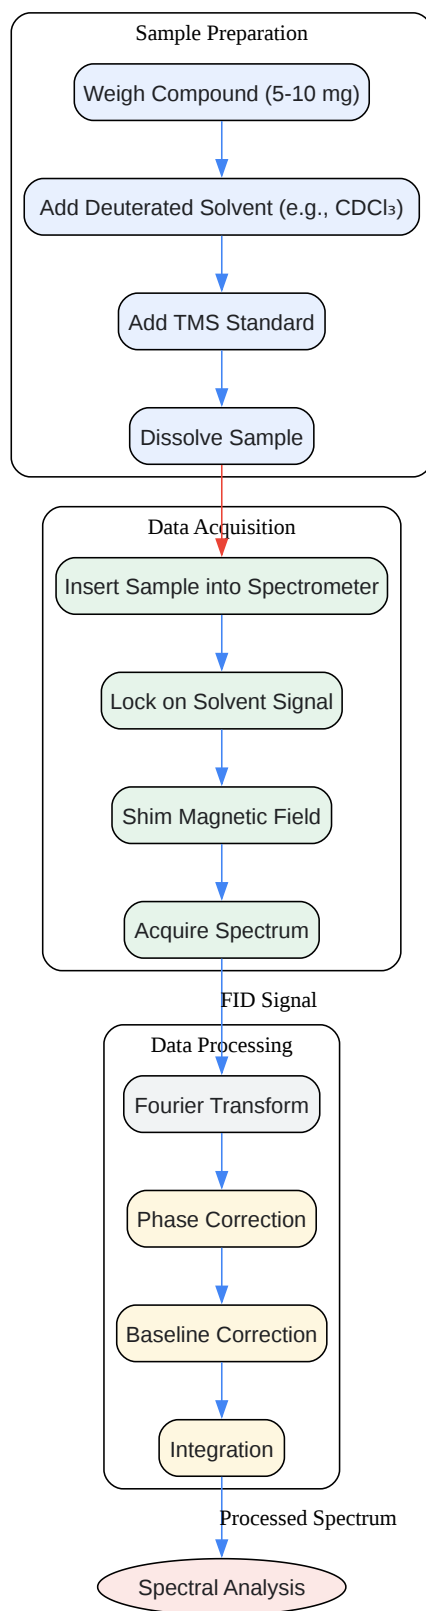 Sample Preparation
Weigh Compound (5-10 mg)
Add Deuterated Solvent (e.g., CDCl₃)
Add TMS Standard
Dissolve Sample
Data Acquisition
Insert Sample into Spectrometer
Lock on Solvent Signal
Shim Magnetic Field
Acquire Spectrum
FID Signal
Data Processing
Fourier Transform
Phase Correction
Baseline Correction
Integration
Processed Spectrum
Spectral Analysis